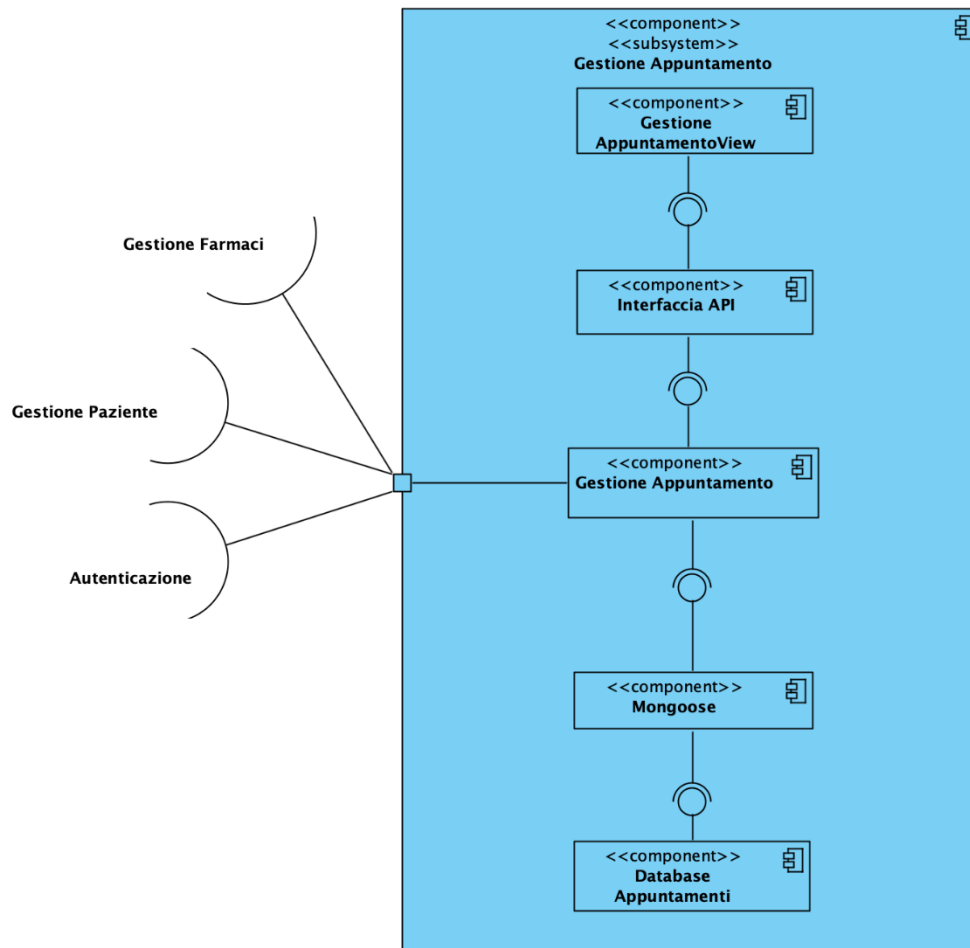 <<component>>
<<subsystem>>
Gestione Appuntamento
<<component>>
Gestione
AppuntamentoView
Gestione Farmaci
<<component>>
Interfaccia API
Gestione Paziente
<<component>>
Gestione Appuntamento
Autenticazione
<<component>>
Mongoose
<<component>>
Database
Appuntamenti